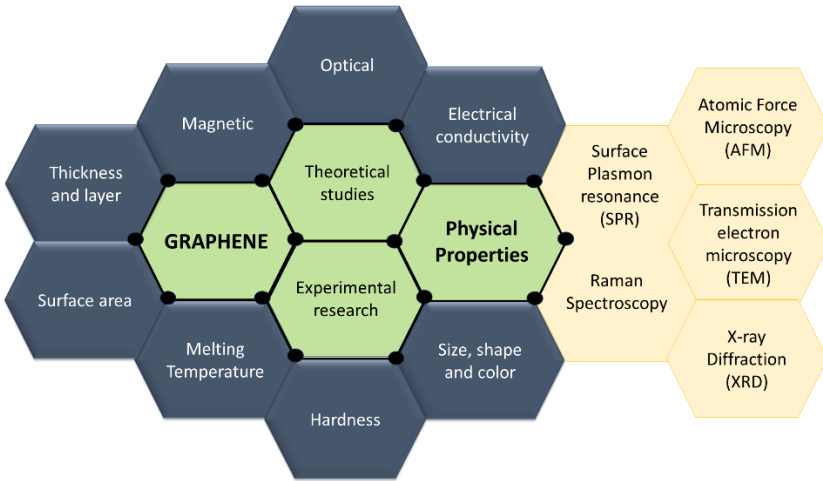 Optical
Magnetic
Electrical
conductivity
Thickness
and layer
Theoretical
studies
GRAPHENE
Physical
Properties
Surface area
Experimental
research
Melting
Temperature
Size, shape
and color
Hardness
Surface
Plasmon
resonance
(SPR)
Raman
Spectroscopy
Atomic Force
Microscopy
(AFM)
Transmission
electron
microscopy
(TEM)
X-ray
Diffraction
(XRD)